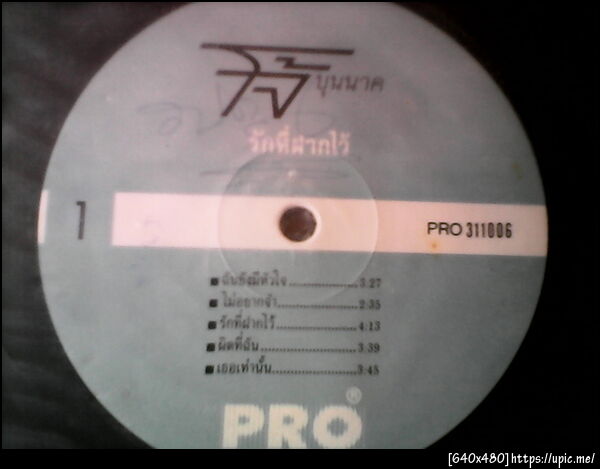 วิจิ้ บุนนาค
รักที่ฝากไว้
1
PRO 311006
■ ฉันยังมีหัวใจ....................3:27
■ ไม่อยากจำ.......................2:35
■ รักที่ฝากไว้.....................4:13
■ ผิดที่ฉัน..........................3:39
■ เธอเท่านั้น.......................3:45
PRO®
[640x480]https://upic.me/